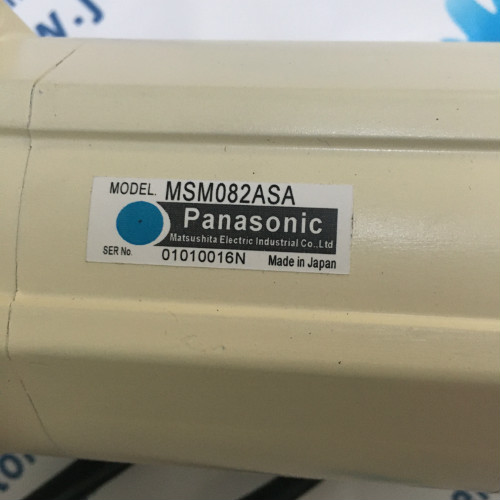 MODEL. MSM082ASA
Panasonic
Matsushita Electric Industrial Co.,Ltd
SER No. 01010016N Made in Japan